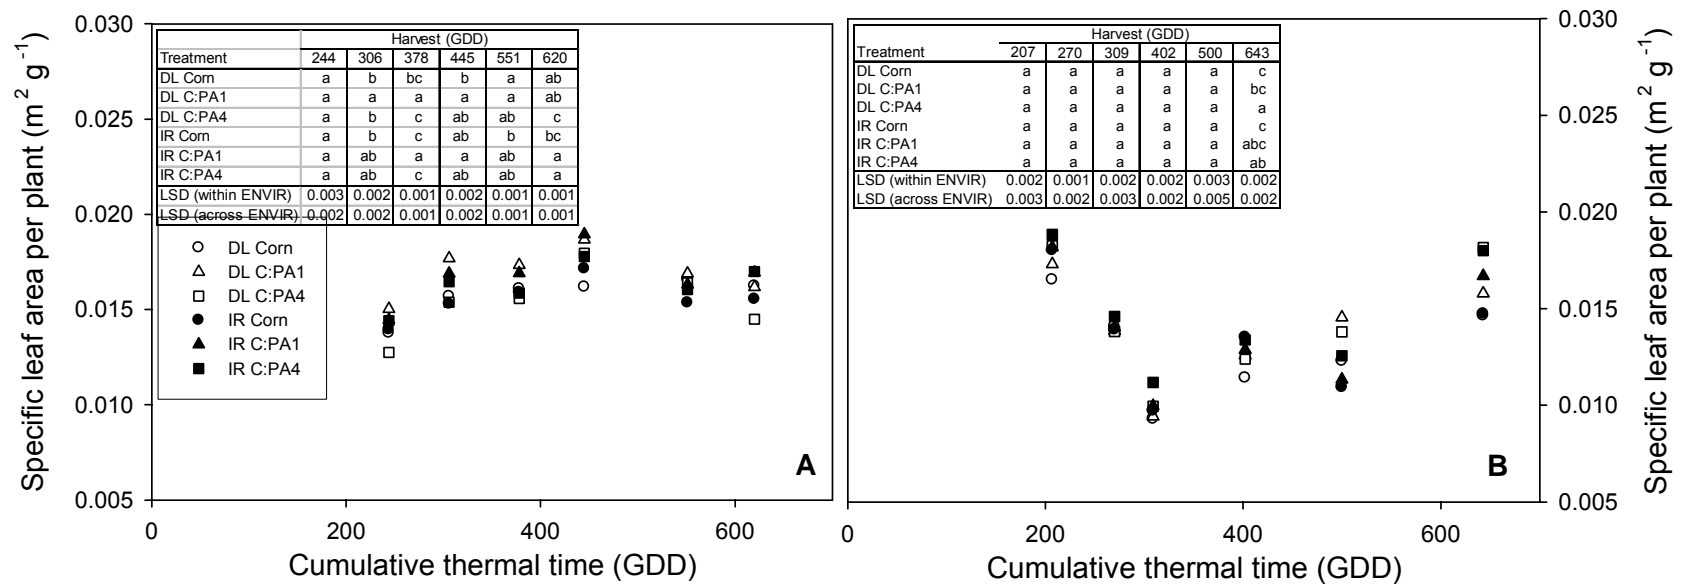 Specific leaf area per plant (m² g⁻¹)
0.030
0.025
0.020
0.015
0.010
0.005
Harvest (GDD)
Treatment 244 306 378 445 551 620
DL Corn a b bc b a ab
DL C:PA1 a a a a a ab
DL C:PA4 a b c ab ab c
IR Corn a b c ab b bc
IR C:PA1 a ab a a ab a
IR C:PA4 a ab c ab ab a
LSD (within ENVIR) 0.003 0.002 0.001 0.002 0.001 0.001
LSD (across ENVIR) 0.002 0.002 0.001 0.002 0.001 0.001
DL Corn
DL C:PA1
DL C:PA4
IR Corn
IR C:PA1
IR C:PA4
A
0 200 400 600
Cumulative thermal time (GDD)
Harvest (GDD)
Treatment 207 270 309 402 500 643
DL Corn a a a a a c
DL C:PA1 a a a a a bc
DL C:PA4 a a a a a a
IR Corn a a a a a c
IR C:PA1 a a a a a abc
IR C:PA4 a a a a a ab
LSD (within ENVIR) 0.002 0.001 0.002 0.002 0.003 0.002
LSD (across ENVIR) 0.003 0.002 0.003 0.002 0.005 0.002
B
0 200 400 600
Cumulative thermal time (GDD)
0.030
0.025
0.020
0.015
0.010
0.005
Specific leaf area per plant (m² g⁻¹)